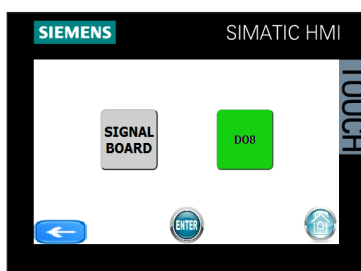 SIEMENS
SIMATIC HMI
TOUCH
SIGNAL
BOARD
DO8
ENTER